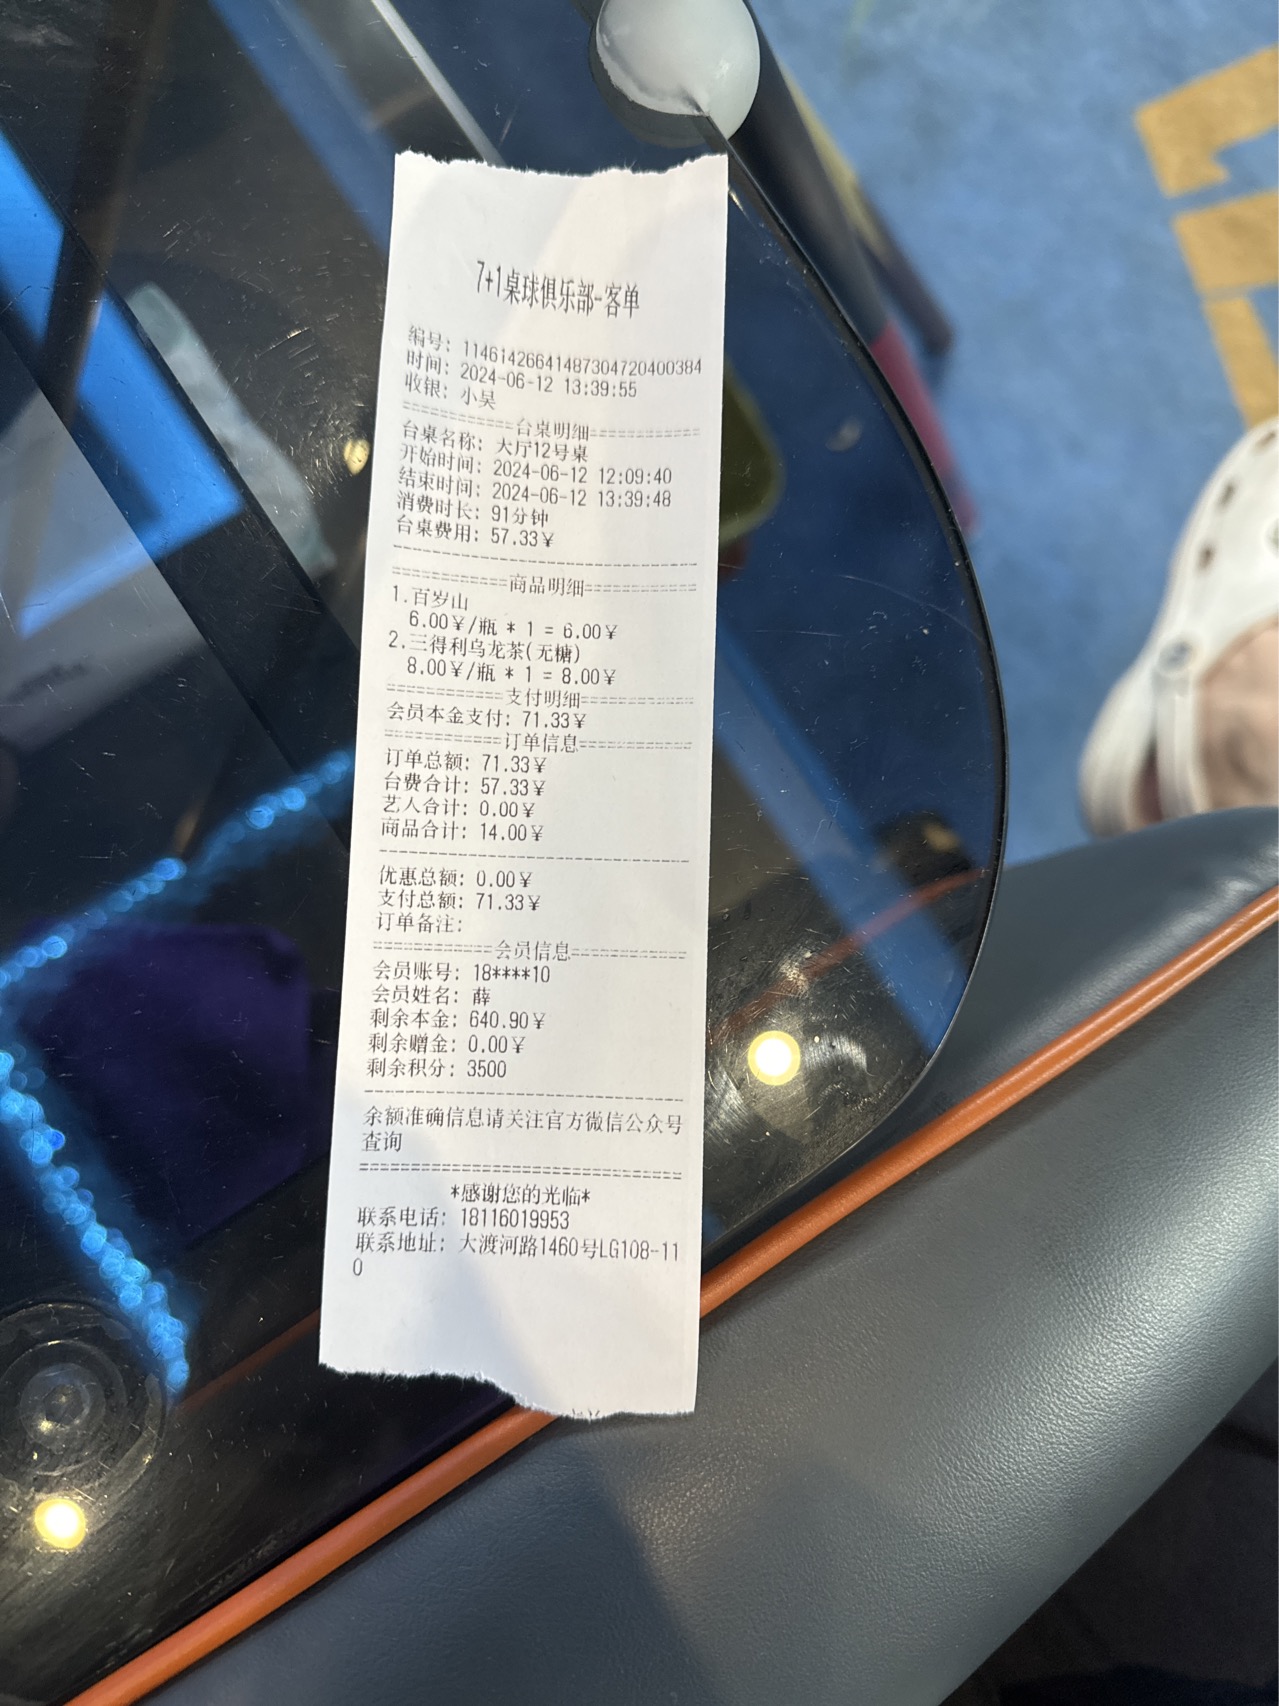 7+1桌球俱乐部-客单
编号: 1146142664148730472040038​4
时间: 2024-06-12 13:39:55
收银: 小吴
==========台桌明细==========
台桌名称: 大厅12号桌
开始时间: 2024-06-12 12:09:40
结束时间: 2024-06-12 13:39:48
消费时长: 91分钟
台桌费用: 57.33¥
--------------------------------
==========商品明细==========
1.百岁山
6.00¥/瓶 * 1 = 6.00¥
2.三得利乌龙茶(无糖)
8.00¥/瓶 * 1 = 8.00¥
==========支付明细==========
会员本金支付: 71.33¥
==========订单信息==========
订单总额: 71.33¥
台费合计: 57.33¥
艺人合计: 0.00¥
商品合计: 14.00¥
--------------------------------
优惠总额: 0.00¥
支付总额: 71.33¥
订单备注:
==========会员信息==========
会员账号: 18****10
会员姓名: 薛
剩余本金: 640.90¥
剩余赠金: 0.00¥
剩余积分: 3500
--------------------------------
余额准确信息请关注官方微信公众号
查询
================================
*感谢您的光临*
联系电话: 18116019953
联系地址: 大渡河路1460号LG108-11
0